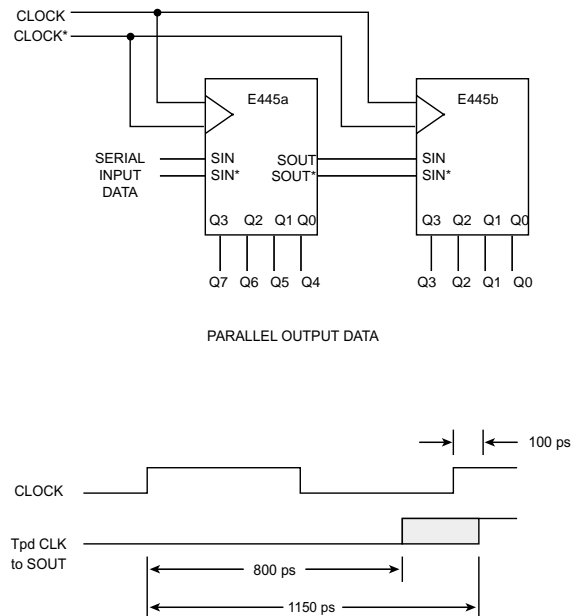 CLOCK
CLOCK*
E445a
E445b
SERIAL
INPUT
DATA
SIN
SIN*
SOUT
SOUT*
SIN
SIN*
Q3 Q2 Q1 Q0
Q3 Q2 Q1 Q0
Q7 Q6 Q5 Q4
Q3 Q2 Q1 Q0
PARALLEL OUTPUT DATA
100 ps
CLOCK
Tpd CLK
to SOUT
800 ps
1150 ps